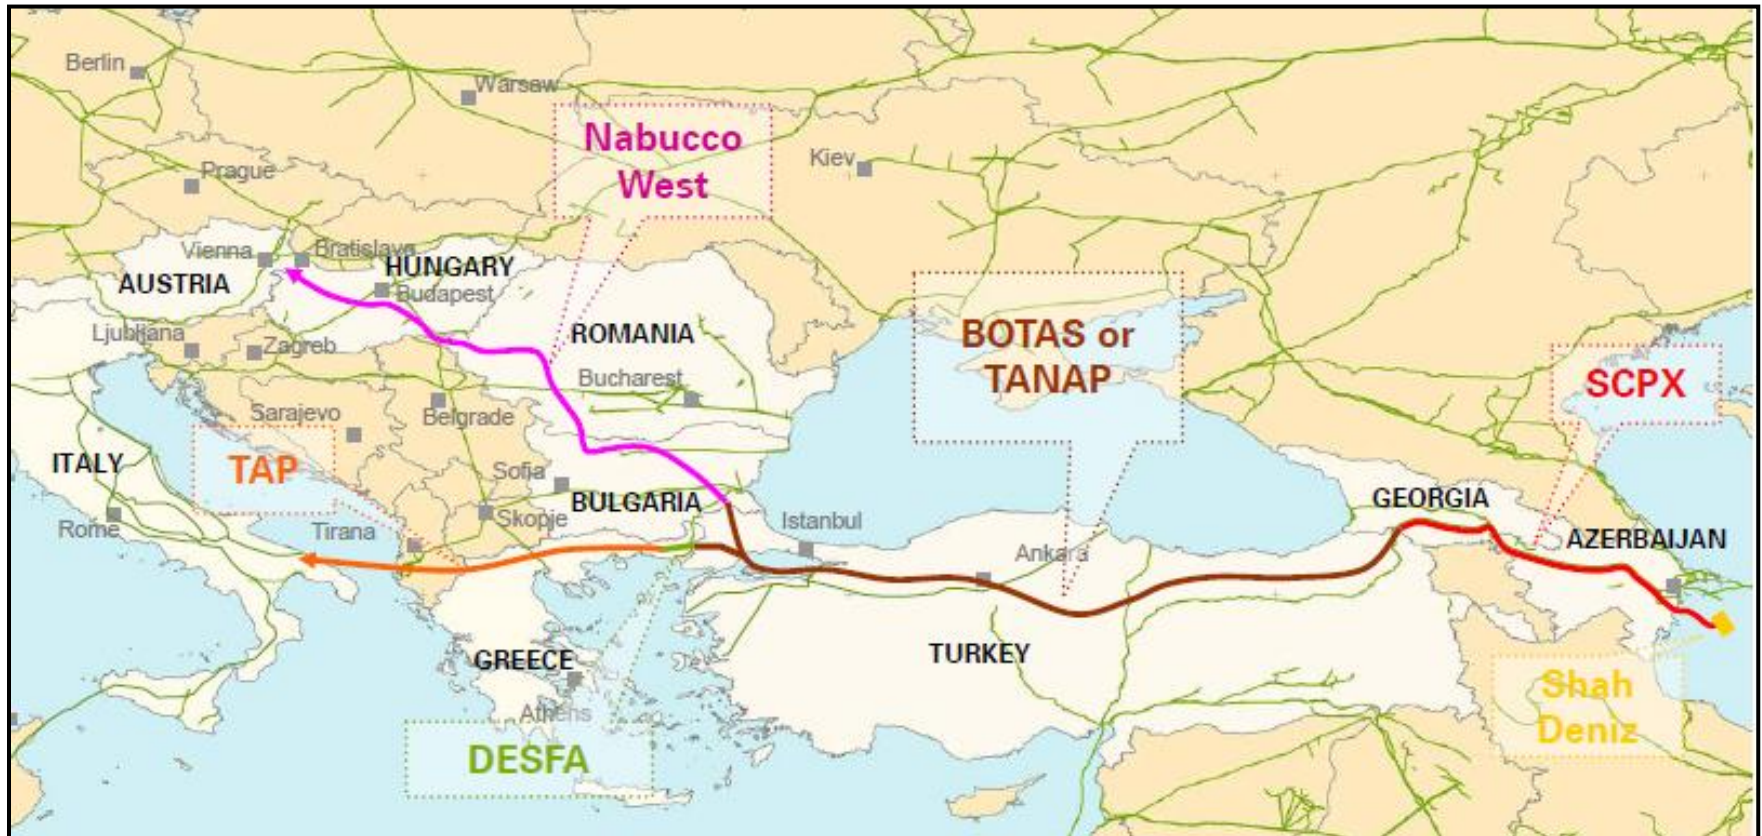 Berlin
Warsaw
Nabucco
West
Kiev
Prague
Vienna
Bratislava
HUNGARY
AUSTRIA
Budapest
BOTAS or
TANAP
Ljubljana
Zagreb
ROMANIA
SCPX
Bucharest
Sarajevo
Belgrade
ITALY
TAP
Sofia
BULGARIA
GEORGIA
Rome
Tirana
Skopje
Istanbul
Ankara
AZERBAIJAN
GREECE
TURKEY
Shah
Deniz
Athens
DESFA